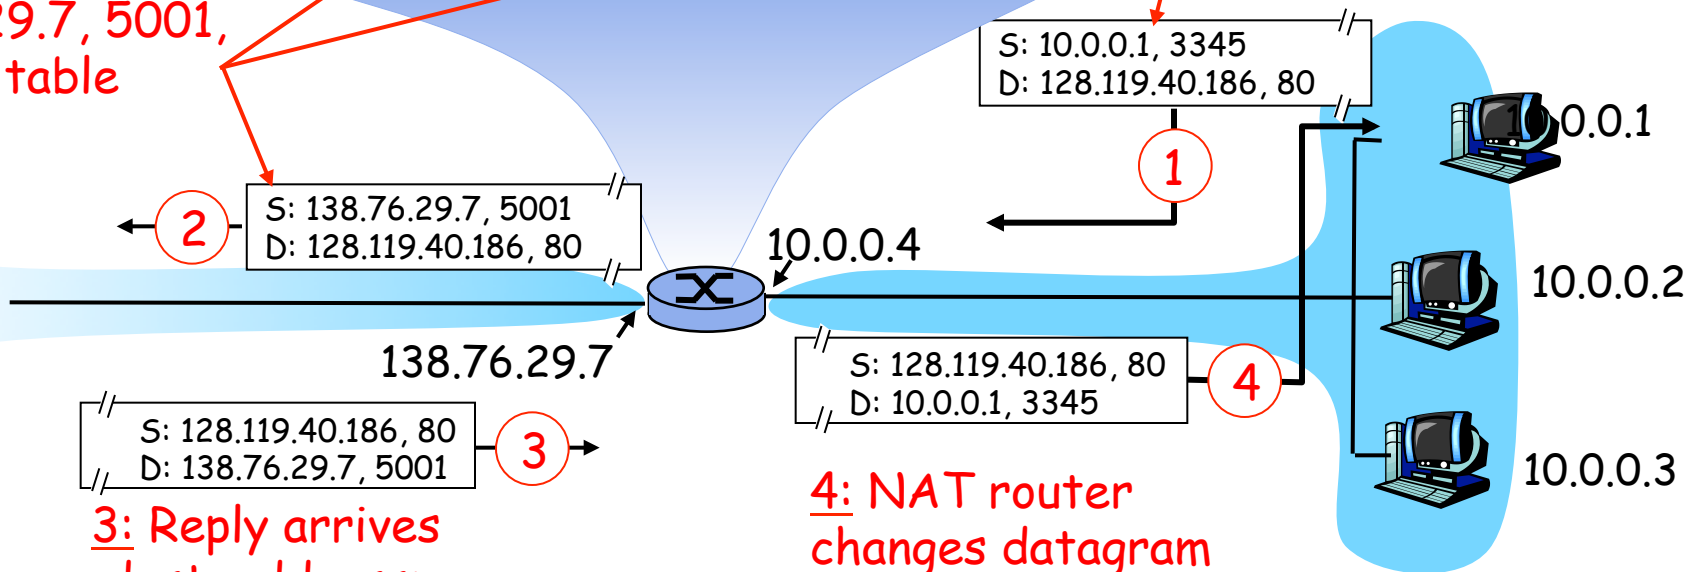 29.7, 5001,
table
S: 10.0.0.1, 3345
D: 128.119.40.186, 80
1
10.0.0.1
2
S: 138.76.29.7, 5001
D: 128.119.40.186, 80
10.0.0.4
10.0.0.2
138.76.29.7
S: 128.119.40.186, 80
D: 10.0.0.1, 3345
4
S: 128.119.40.186, 80
D: 138.76.29.7, 5001
3
10.0.0.3
3: Reply arrives
4: NAT router
changes datagram